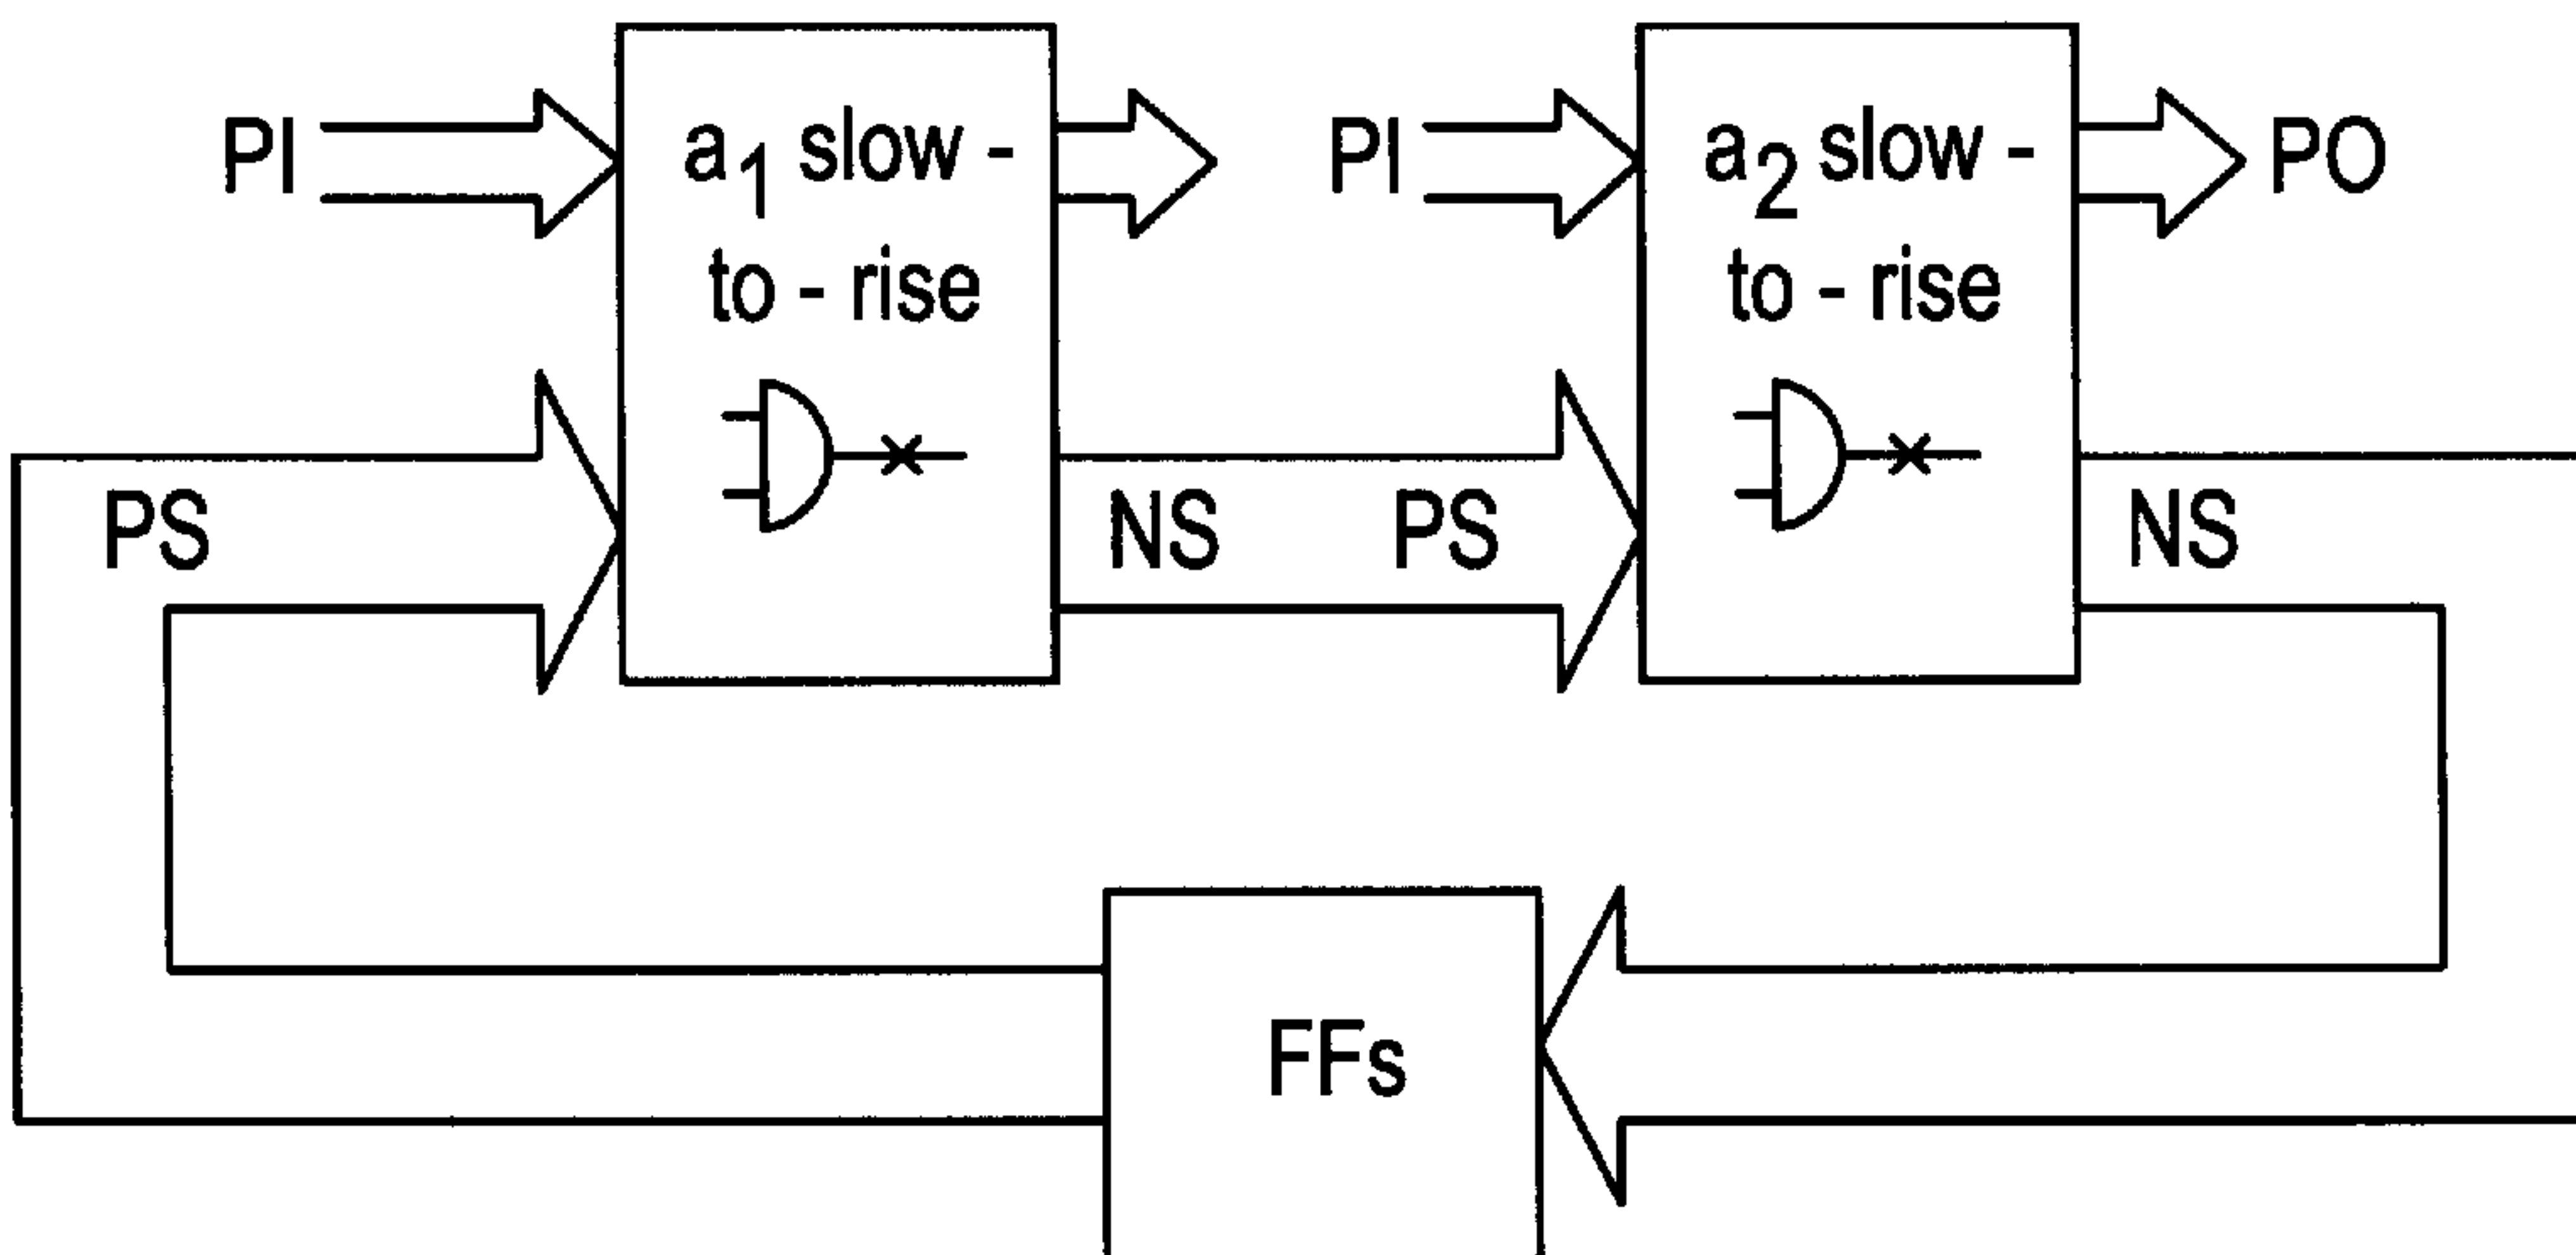 PI
a1 slow -
to - rise
PI
a2 slow -
to - rise
PO
PS
NS
PS
NS
FFs